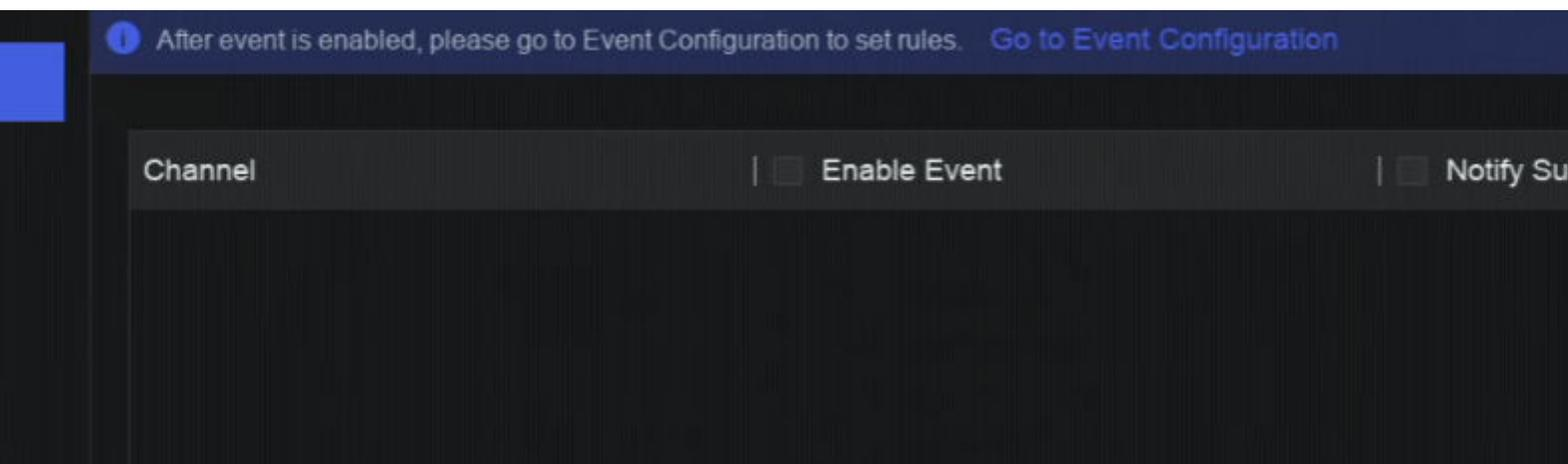 After event is enabled, please go to Event Configuration to set rules. Go to Event Configuration
Channel | Enable Event | Notify Su